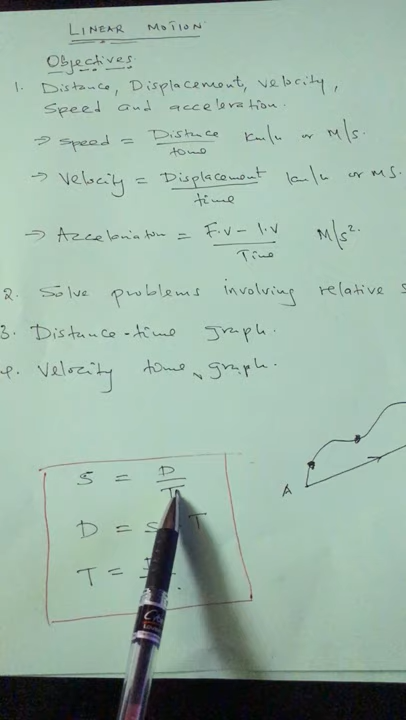 LINEAR MOTION
Objectives.
1. Distance, Displacement, Velocity,
Speed and acceleration.
→ Speed = Distance / time km/h or M/s.
→ Velocity = Displacement / time km/h or MS.
→ Acceleration = F.V - I.V / Time M/s².
2. Solve problems involving relative s
3. Distance-time graph.
4. Velocity time graph.
A
S = D / T
D = S T
T =